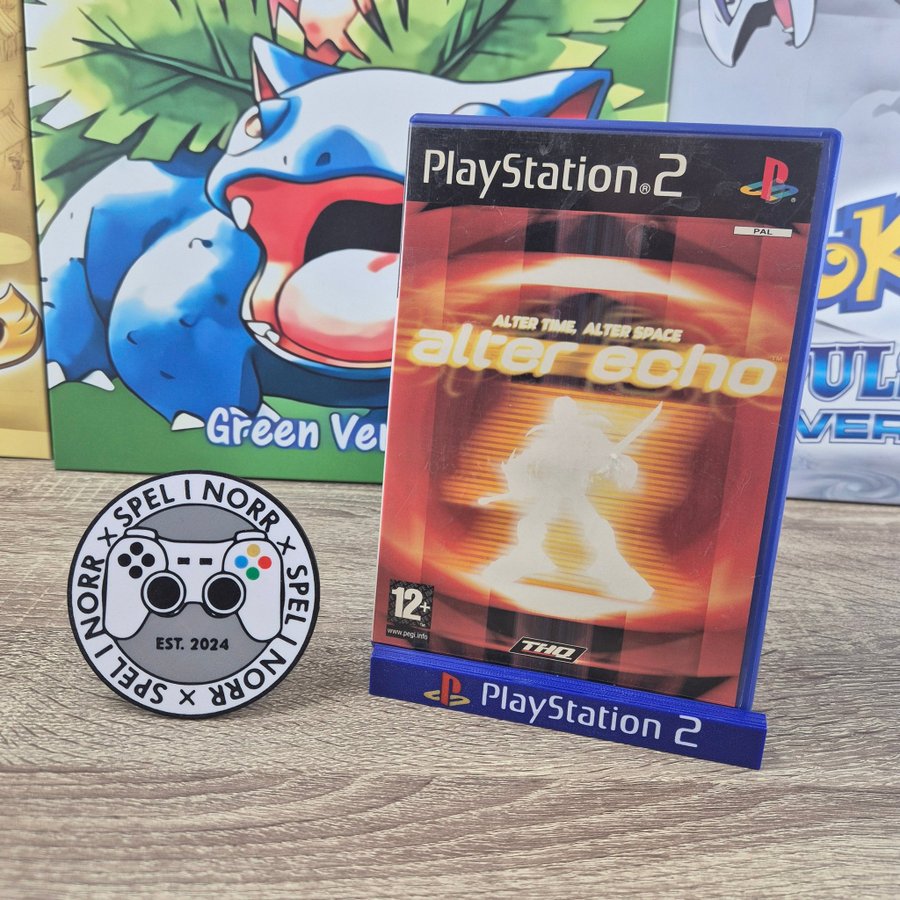 PlayStation®2
PAL
ALTER TIME, ALTER SPACE
alter echo™
12+
www.pegi.info
THQ
PlayStation 2
SPEL I NORR × SPEL I NORR × SPEL I NORR ×
EST. 2024
Green Ver